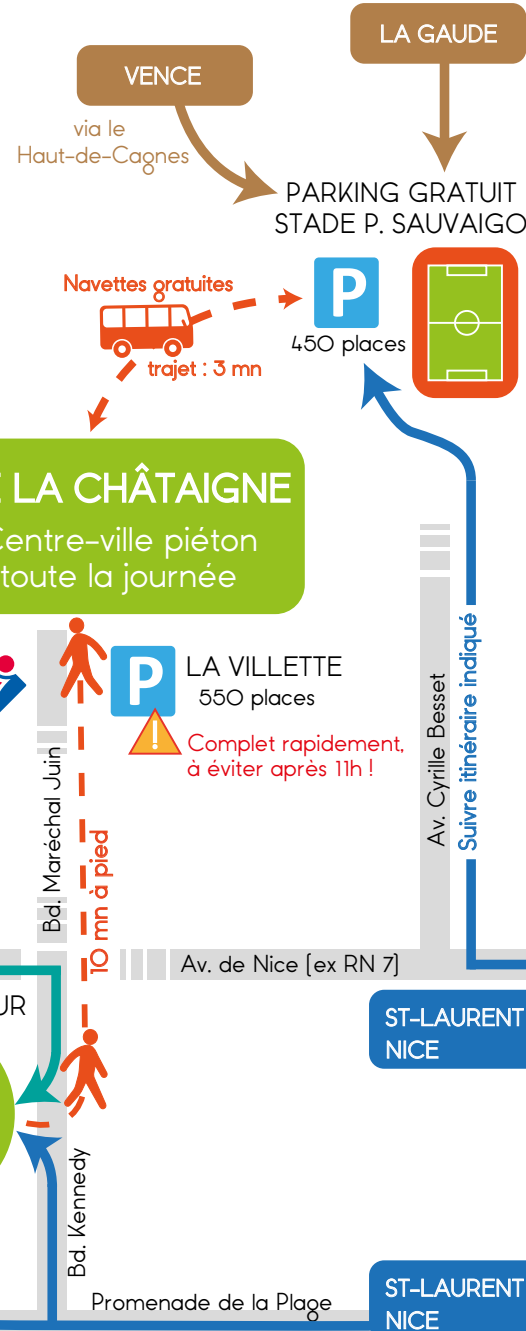 LA GAUDE
VENCE
via le
Haut-de-Cagnes
PARKING GRATUIT
STADE P. SAUVAIGO
Navettes gratuites
P
450 places
trajet : 3 mn
LA CHÂTAIGNE
Centre-ville piéton
toute la journée
P
LA VILLETTE
550 places
!
Complet rapidement,
à éviter après 11h !
Bd. Maréchal Juin
10 mn à pied
Av. Cyrille Besset
Suivre itinéraire indiqué
Av. de Nice (ex RN 7)
UR
ST-LAURENT
NICE
Bd. Kennedy
Promenade de la Plage
ST-LAURENT
NICE